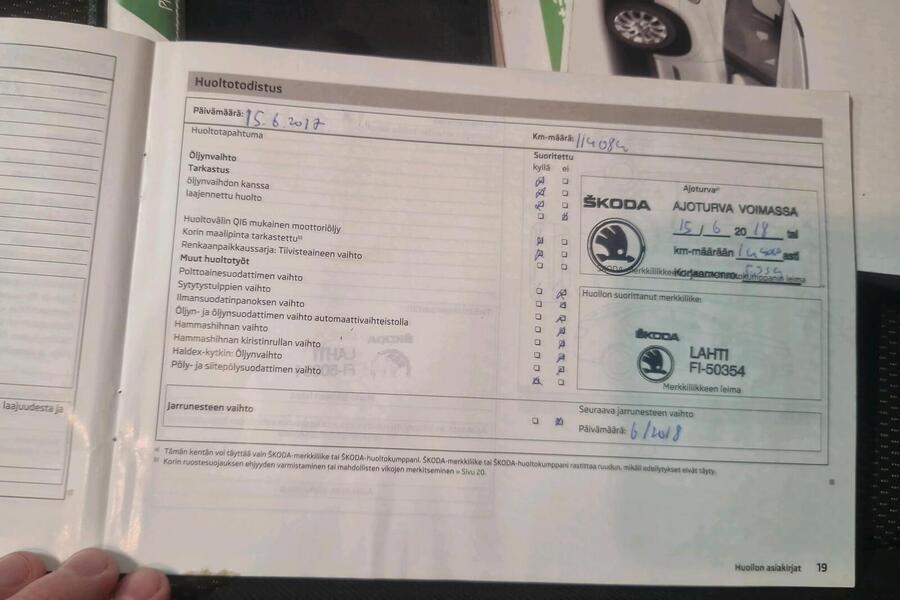 Huoltotodistus
Päivämäärä: 15.6.2017
Km-määrä: 114084
Huoltotapahtuma
Suoritettu
kyllä ei
Öljynvaihto
Tarkastus
öljynvaihdon kanssa
laajennettu huolto
Huoltovälin QI6 mukainen moottoriöljy
Korin maalipinta tarkastettu
Renkaanpaikkaussarja: Tiivisteaineen vaihto
Muut huoltotyöt
Polttoainesuodattimen vaihto
Sytytystulppien vaihto
Ilmansuodatinpanoksen vaihto
Öljyn- ja öljynsuodattimen vaihto automaattivaihteistolla
Hammashihnan vaihto
Hammashihnan kiristinrullan vaihto
Haldex-kytkin: Öljynvaihto
Pöly- ja siitepölysuodattimen vaihto
Ajoturva
ŠKODA AJOTURVA VOIMASSA
15 / 6 20 18 tai
km-määrään asti
Korjaamonro.
Huollon suorittanut merkkiliike:
ŠKODA
LAHTI
FI-50354
Merkkiliikkeen leima
Jarrunesteen vaihto
Seuraava jarrunesteen vaihto
Päivämäärä: 6/2018
Tämän kentän voi täyttää vain ŠKODA-merkkiliike tai ŠKODA-huoltokumppani. ŠKODA-merkkiliike tai ŠKODA-huoltokumppani rastittaa ruudun, mikäli edellytykset eivät täyty.
Korin ruostesuojauksen ehjyyden varmistaminen tai mahdollisten vikojen merkitseminen » Sivu 20.
laajuudesta ja
Huollon asiakirjat 19